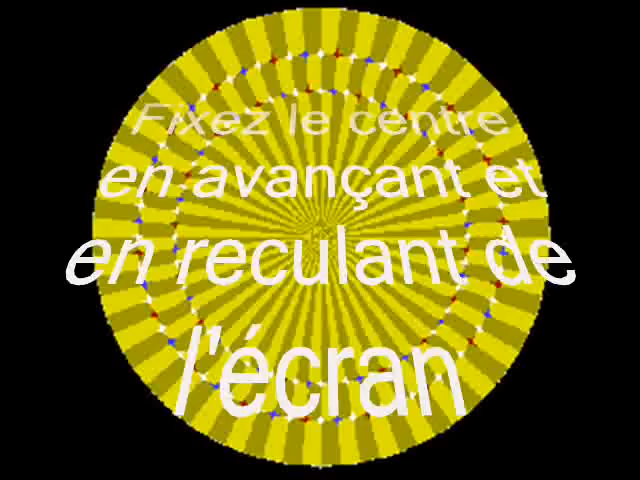 Fixez le centre
en avançant et
en reculant de
l'écran